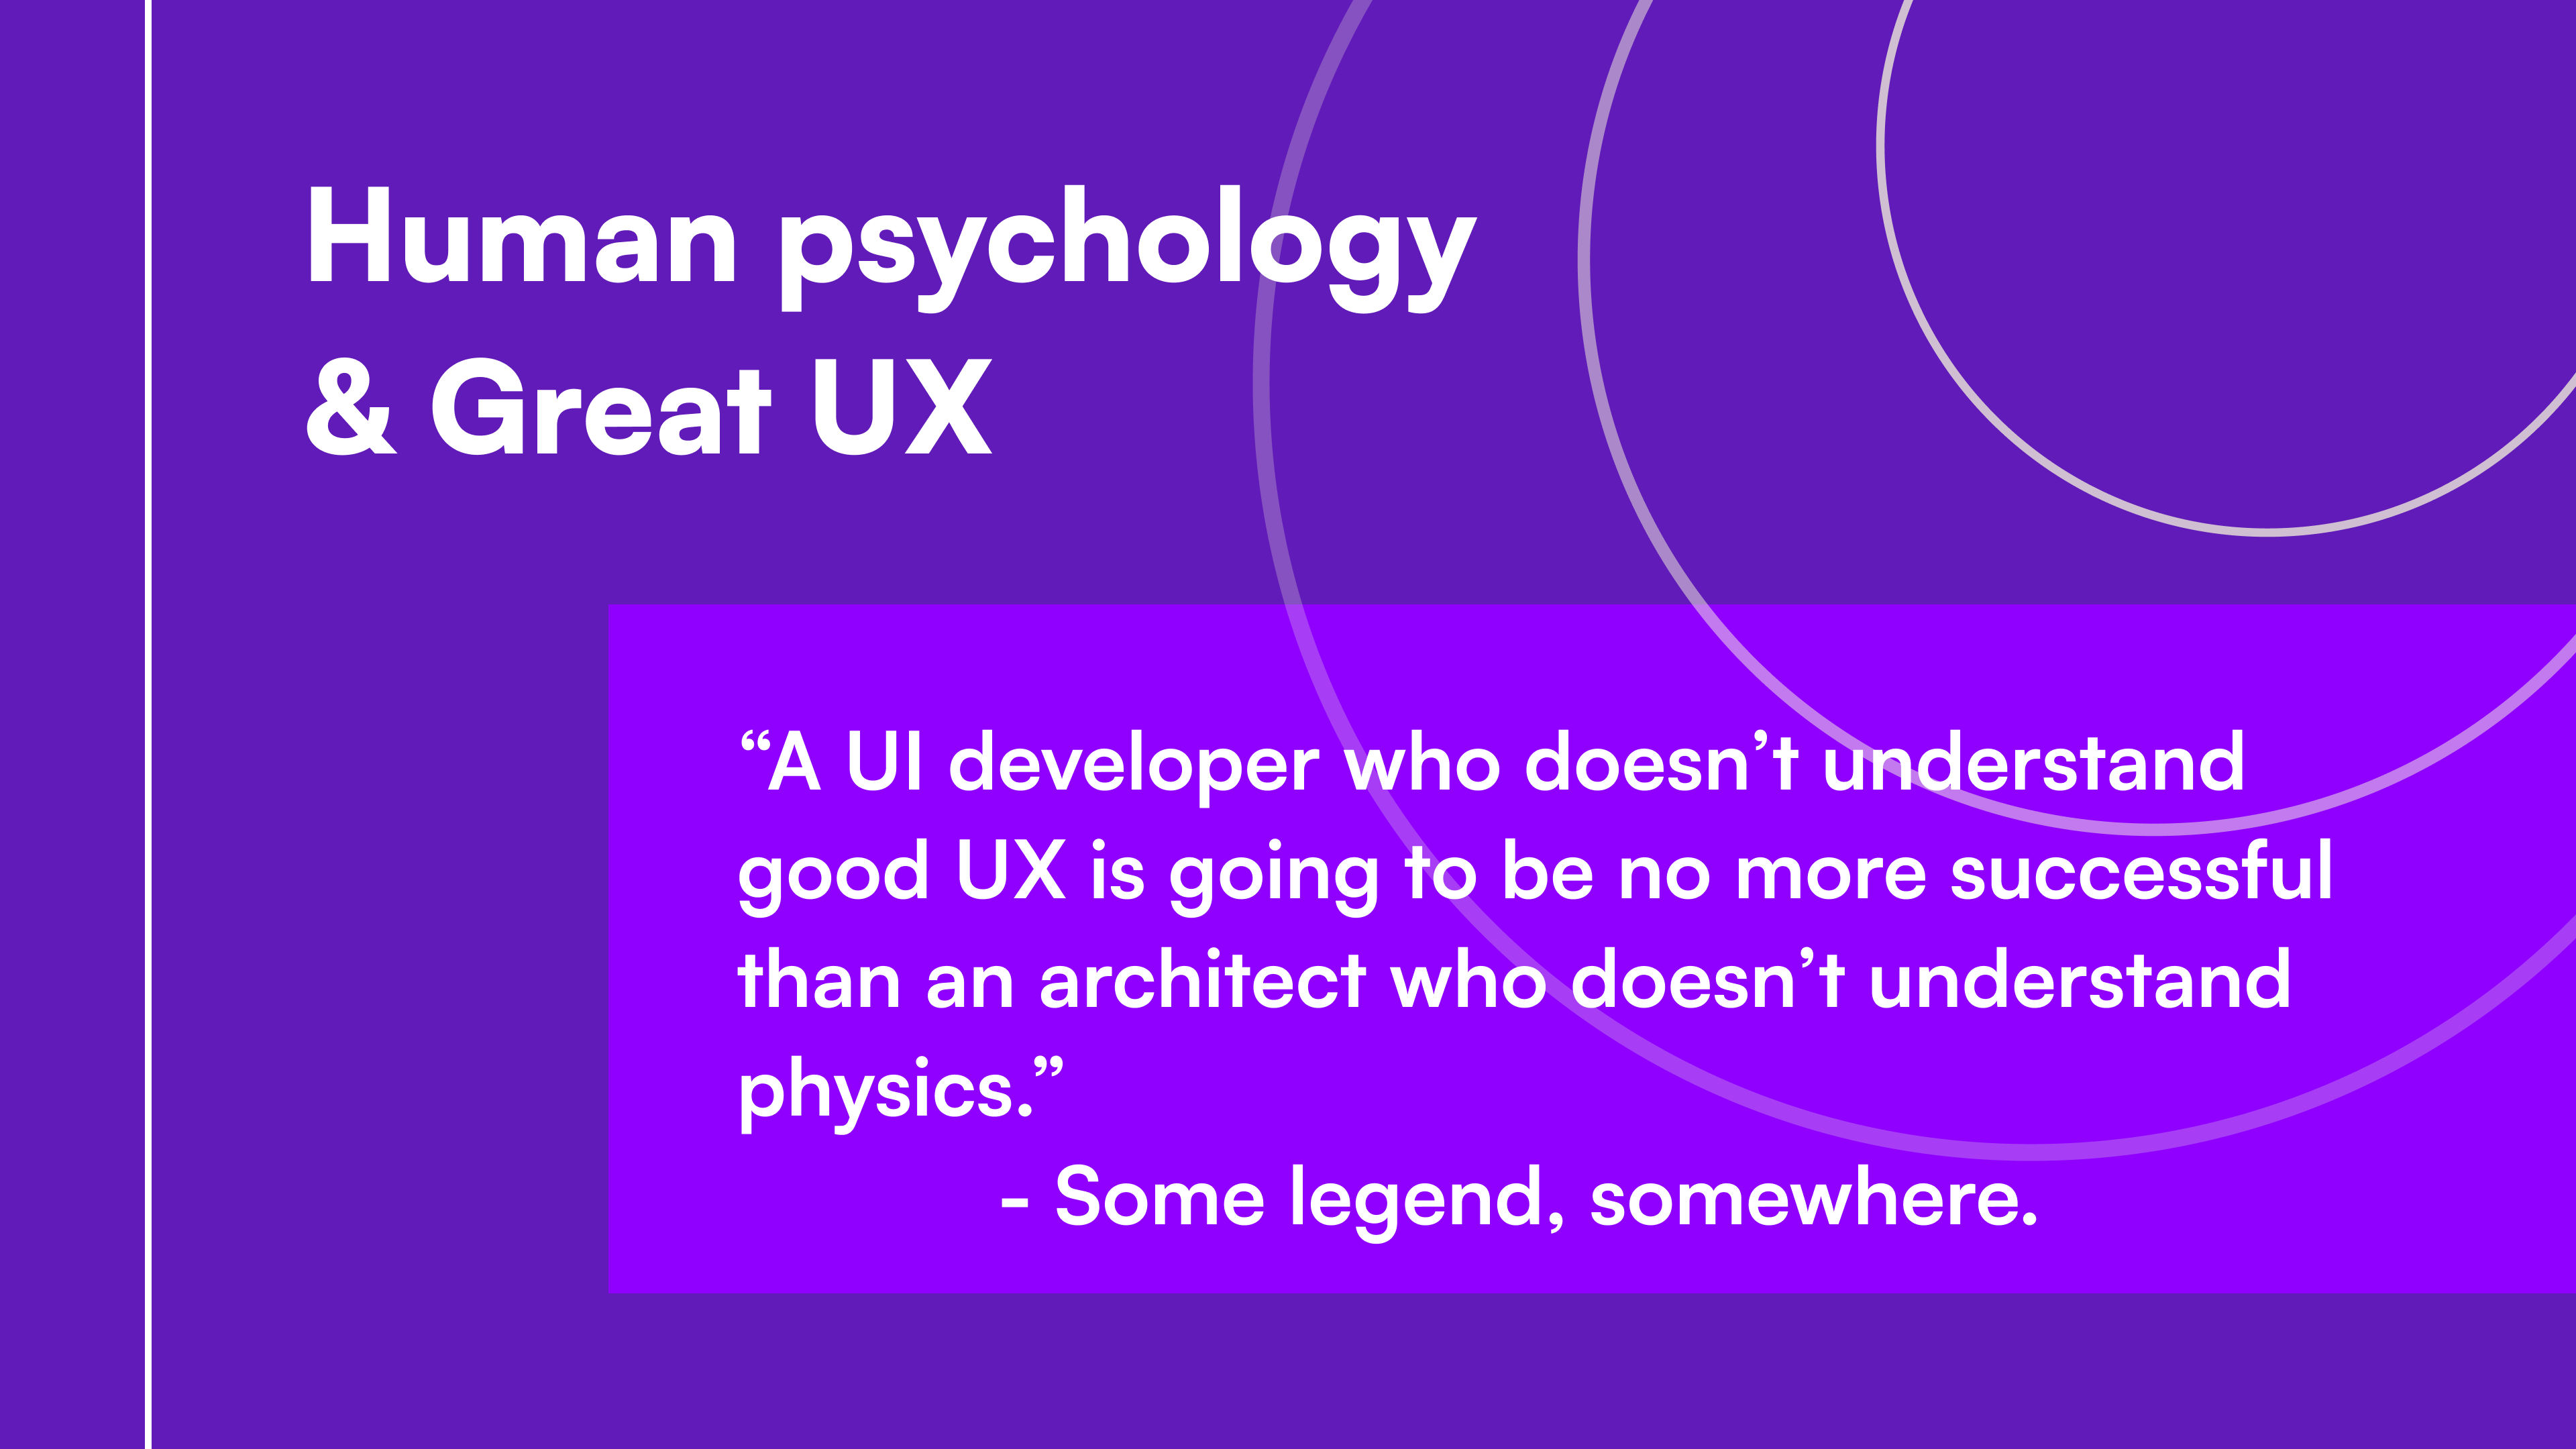 Human psychology
& Great UX
“A UI developer who doesn’t understand
good UX is going to be no more successful
than an architect who doesn’t understand
physics.”
- Some legend, somewhere.